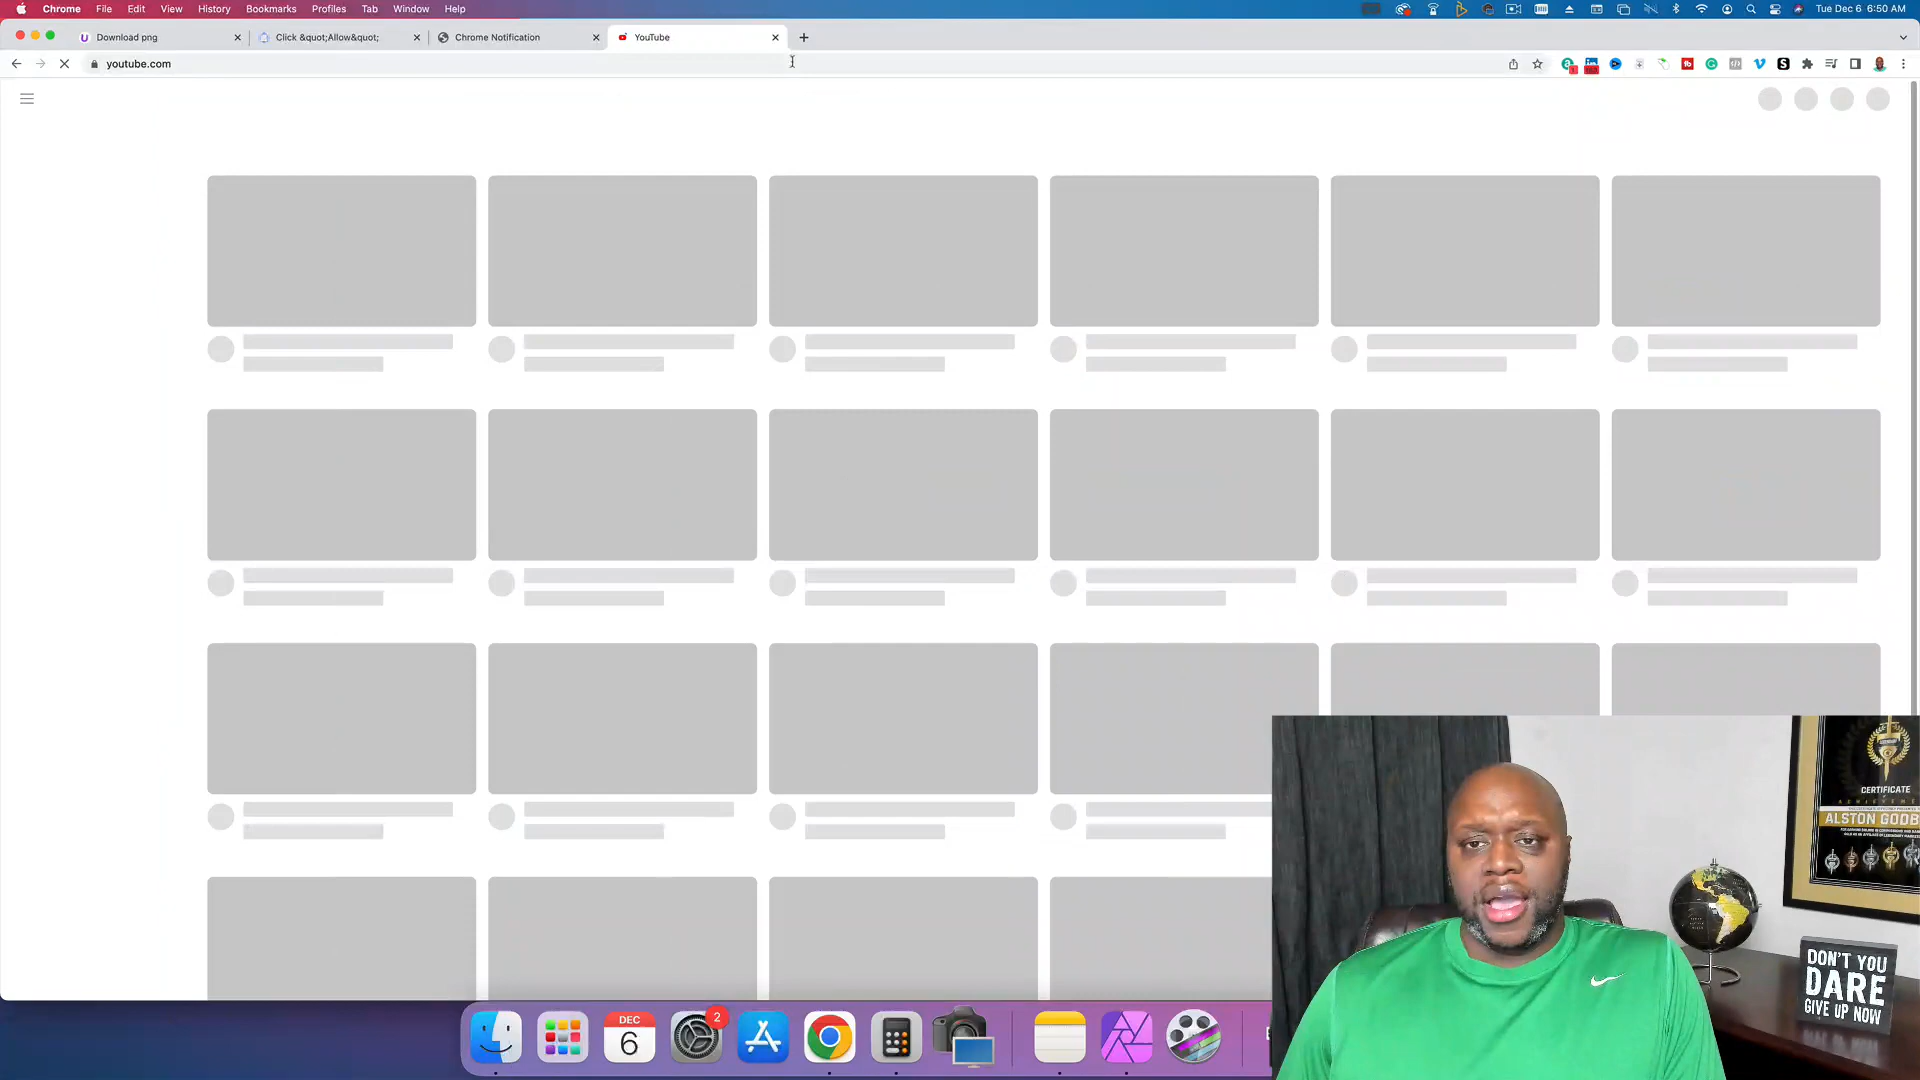 Chrome File Edit View History Bookmarks Profiles Tab Window Help
Tue Dec 6 6:50 AM
Download png
Click &quot;Allow&quot;
Chrome Notification
YouTube
youtube.com
CERTIFICATE
ALSTON GODB
DON'T YOU
DARE
GIVE UP NOW
DEC
6
2